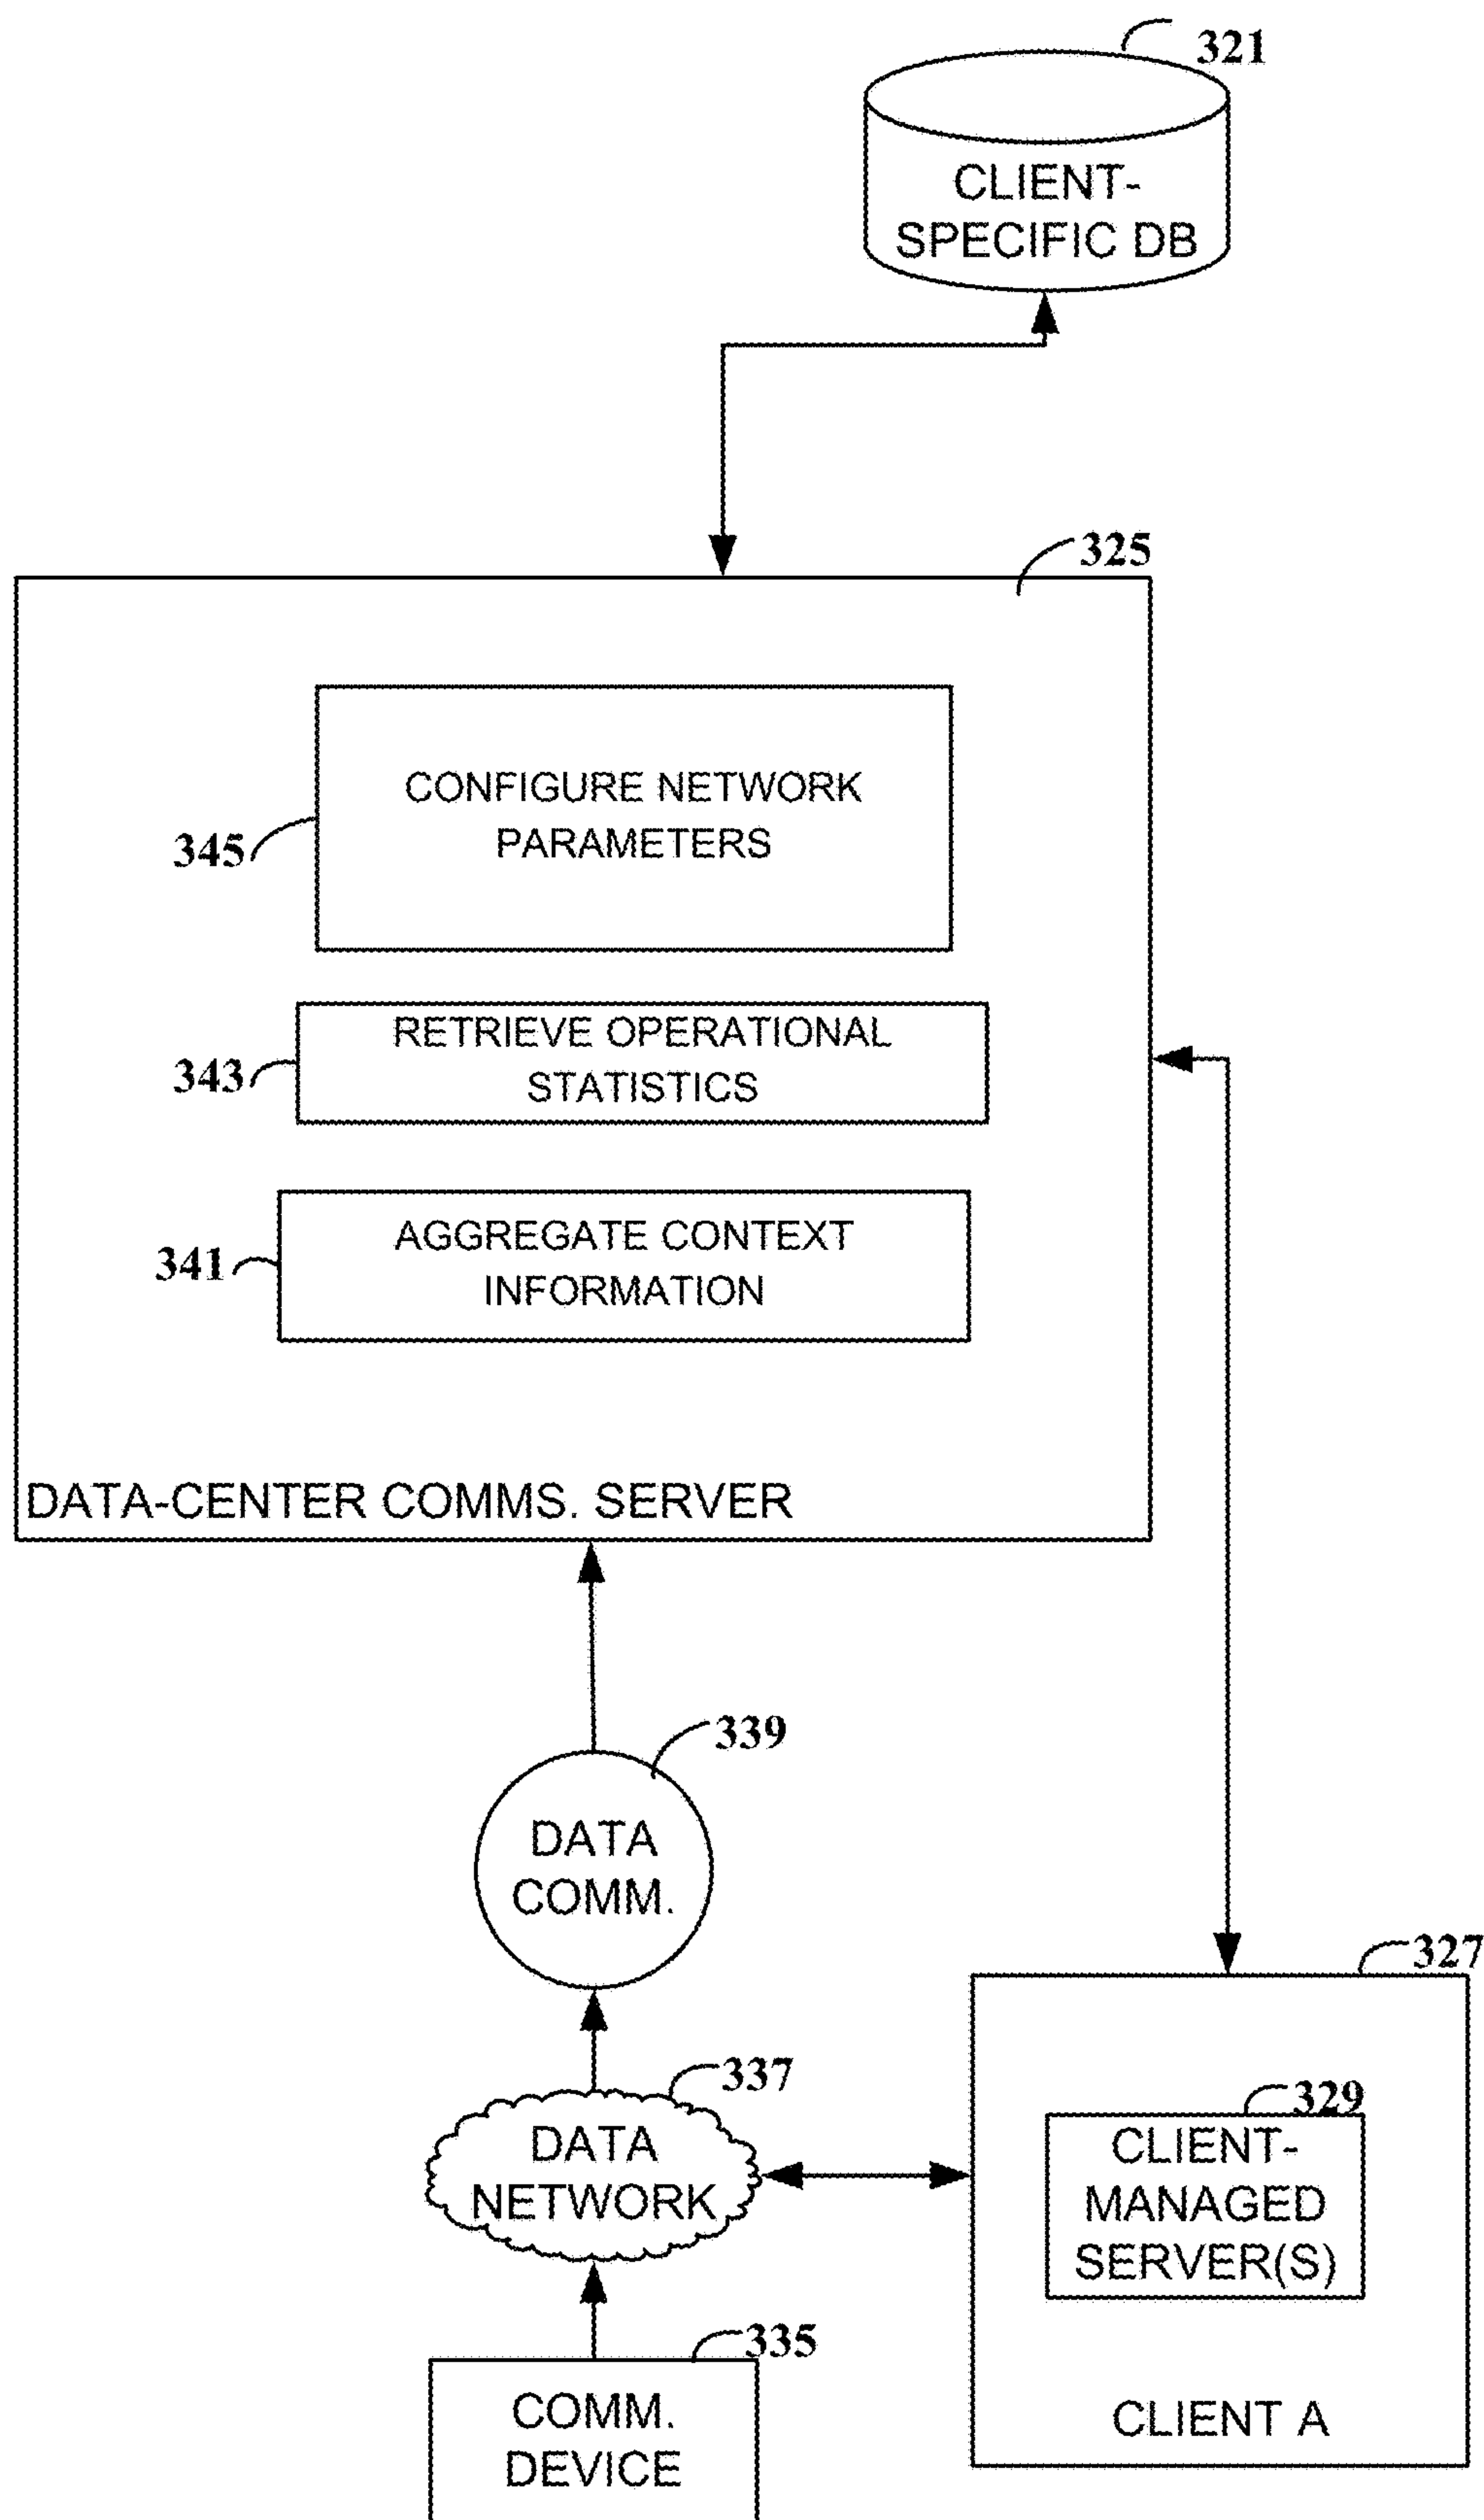 321
CLIENT-
SPECIFIC DB
325
CONFIGURE NETWORK
PARAMETERS
345
RETRIEVE OPERATIONAL
STATISTICS
343
AGGREGATE CONTEXT
INFORMATION
341
DATA-CENTER COMMS. SERVER
339
DATA
COMM.
327
337
DATA
NETWORK
329
CLIENT-
MANAGED
SERVER(S)
335
COMM.
DEVICE
CLIENT A